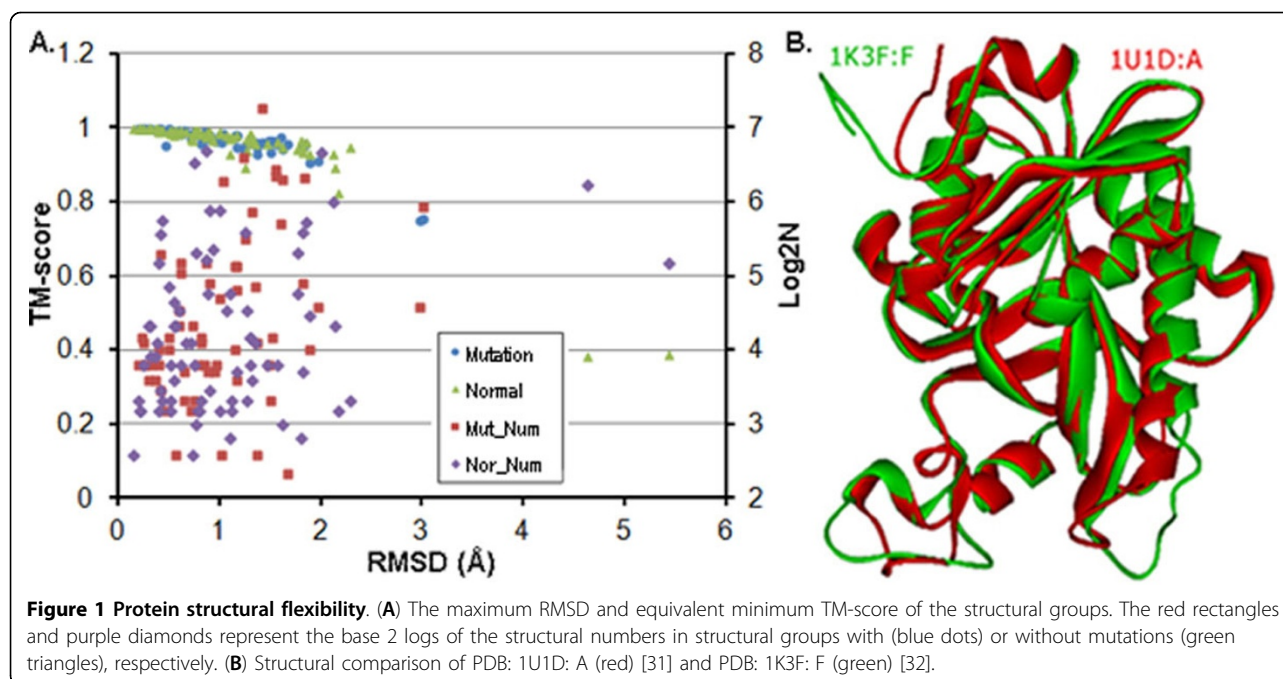 A.
1.2
1
0.8
0.6
0.4
0.2
0
TM-score
8
7
6
5
4
3
2
Log2N
0 1 2 3 4 5 6
RMSD (Å)
Mutation
Normal
Mut_Num
Nor_Num
B.
1K3F:F
1U1D:A
Figure 1 Protein structural flexibility. (A) The maximum RMSD and equivalent minimum TM-score of the structural groups. The red rectangles
and purple diamonds represent the base 2 logs of the structural numbers in structural groups with (blue dots) or without mutations (green
triangles), respectively. (B) Structural comparison of PDB: 1U1D: A (red) [31] and PDB: 1K3F: F (green) [32].